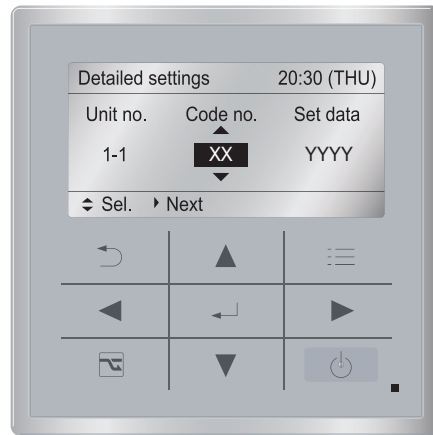 Detailed settings 20:30 (THU)
Unit no. Code no. Set data
1-1 XX YYYY
Sel. Next